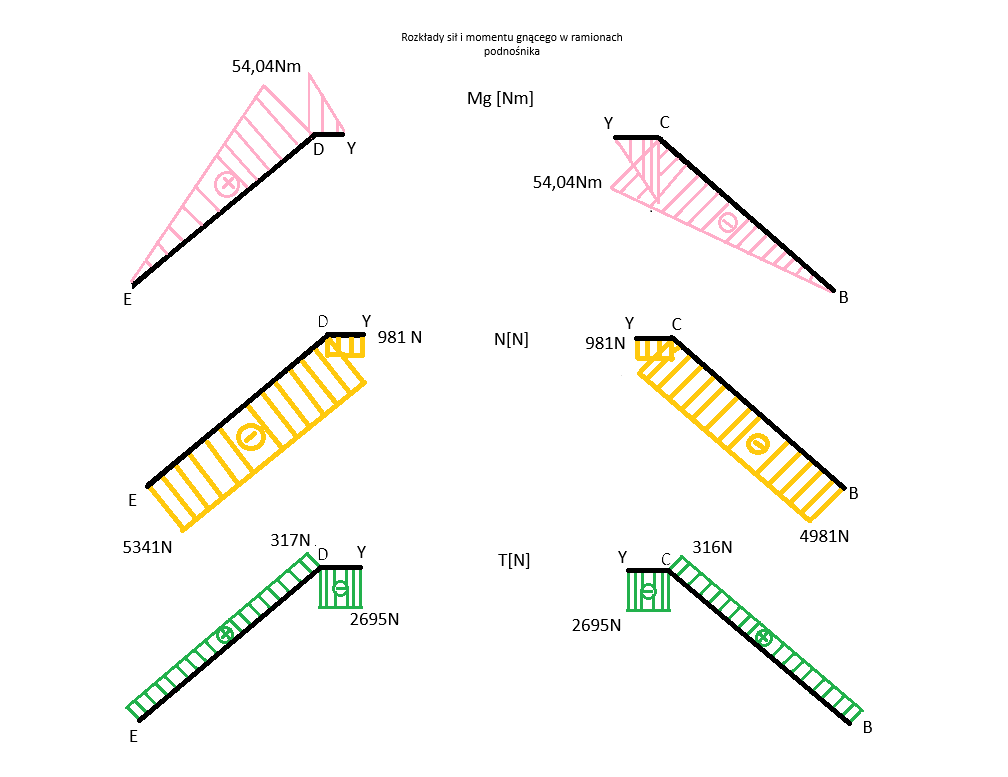 Rozkłady sił i momentu gnącego w ramionach
podnośnika
54,04Nm
Mg [Nm]
D
Y
E
Y
C
54,04Nm
B
D
Y
981 N
E
5341N
N[N]
Y
C
981N
B
4981N
317N
D
Y
2695N
E
T[N]
Y
C
316N
2695N
B